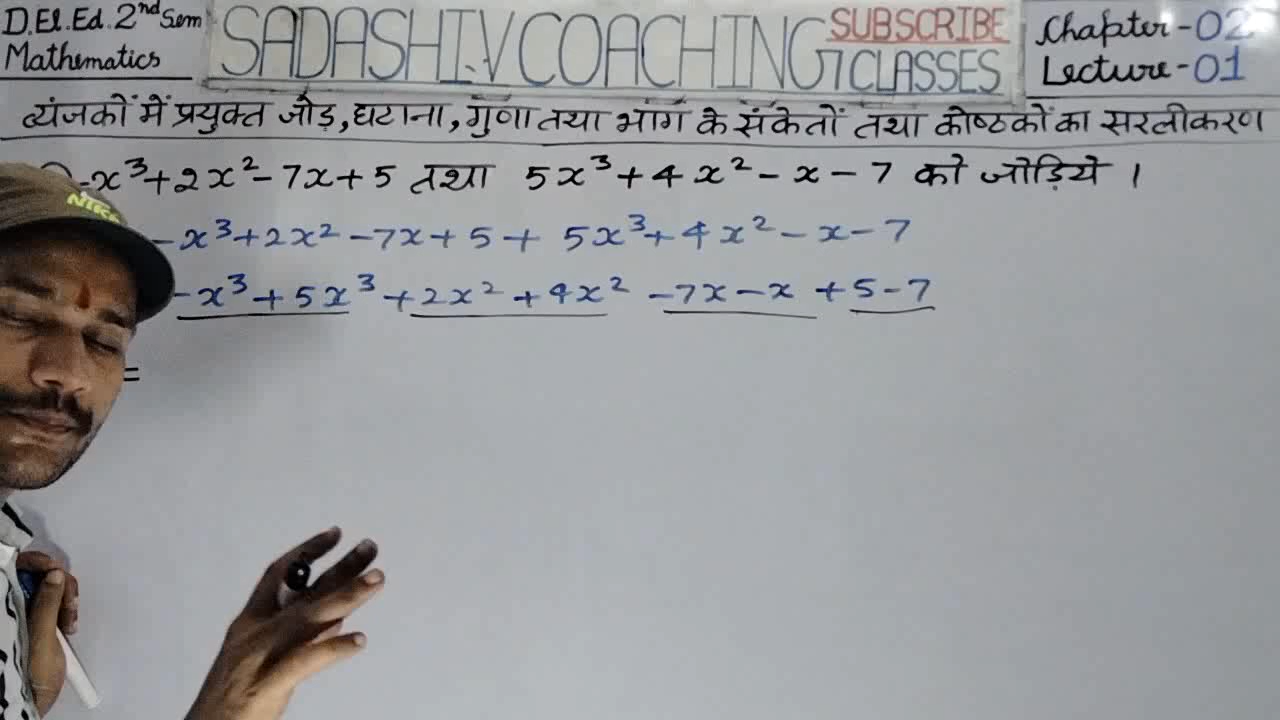 D.El.Ed. 2nd Sem
Mathematics
SADASHIV COACHING CLASSES
SUBSCRIBE
Chapter - 02
Lecture - 01
व्यंजकों में प्रयुक्त जोड़, घटाना, गुणा तथा भाग के संकेतों तथा कोष्ठकों का सरलीकरण
-x³+2x²-7x+5 तथा 5x³+4x²-x-7 को जोड़िये ।
-x³+2x²-7x+5+ 5x³+4x²-x-7
-x³+5x³+2x²+4x²-7x-x+5-7
=